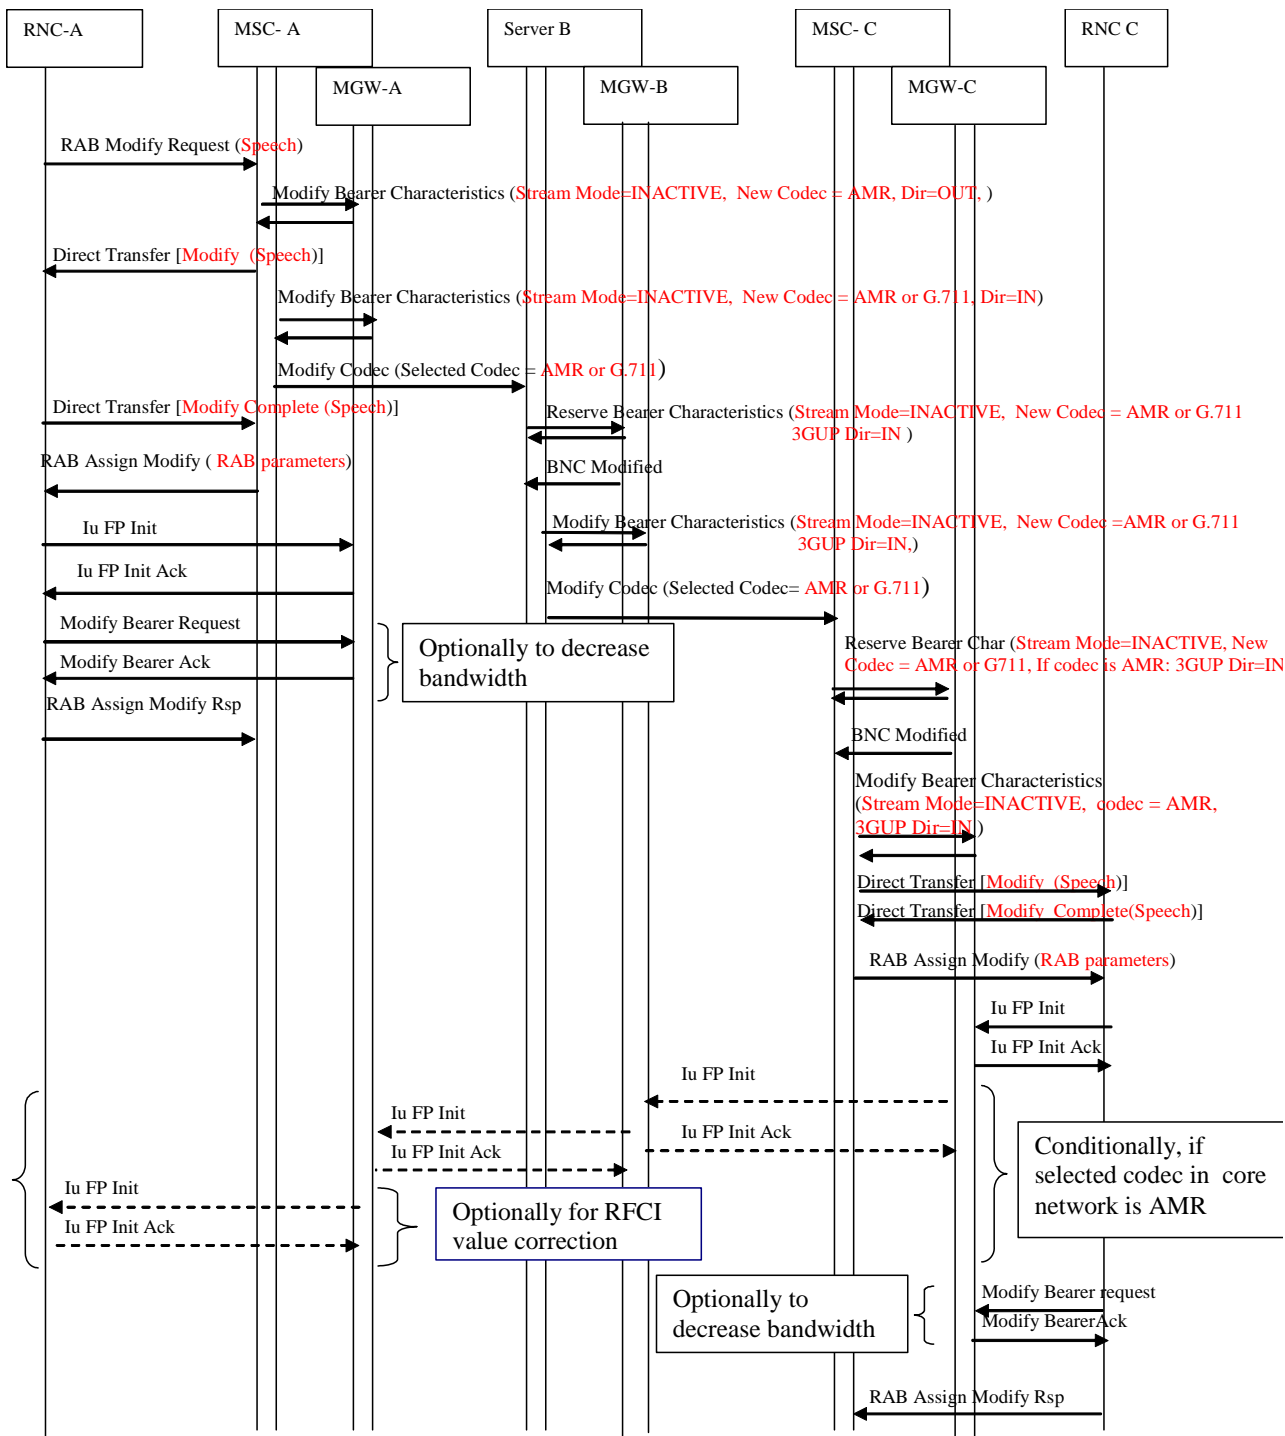 RNC-A
MSC- A
Server B
MSC- C
RNC C
MGW-A
MGW-B
MGW-C
RAB Modify Request (Speech)
Modify Bearer Characteristics (Stream Mode=INACTIVE, New Codec = AMR, Dir=OUT, )
Direct Transfer [Modify (Speech)]
Modify Bearer Characteristics (Stream Mode=INACTIVE, New Codec = AMR or G.711, Dir=IN)
Modify Codec (Selected Codec = AMR or G.711)
Direct Transfer [Modify Complete (Speech)]
Reserve Bearer Characteristics (Stream Mode=INACTIVE, New Codec = AMR or G.711
3GUP Dir=IN )
RAB Assign Modify ( RAB parameters)
BNC Modified
Iu FP Init
Modify Bearer Characteristics (Stream Mode=INACTIVE, New Codec =AMR or G.711
3GUP Dir=IN,)
Iu FP Init Ack
Modify Codec (Selected Codec= AMR or G.711)
Modify Bearer Request
Optionally to decrease
bandwidth
Reserve Bearer Char (Stream Mode=INACTIVE, New
Codec = AMR or G711, If codec is AMR: 3GUP Dir=IN
Modify Bearer Ack
RAB Assign Modify Rsp
BNC Modified
Modify Bearer Characteristics
(Stream Mode=INACTIVE, codec = AMR,
3GUP Dir=IN )
Direct Transfer [Modify (Speech)]
Direct Transfer [Modify Complete(Speech)]
RAB Assign Modify (RAB parameters)
Iu FP Init
Iu FP Init Ack
Iu FP Init
Iu FP Init
Iu FP Init Ack
Iu FP Init Ack
Conditionally, if
selected codec in core
network is AMR
Iu FP Init
Iu FP Init Ack
Optionally for RFCI
value correction
Optionally to
decrease bandwidth
Modify Bearer request
Modify BearerAck
RAB Assign Modify Rsp